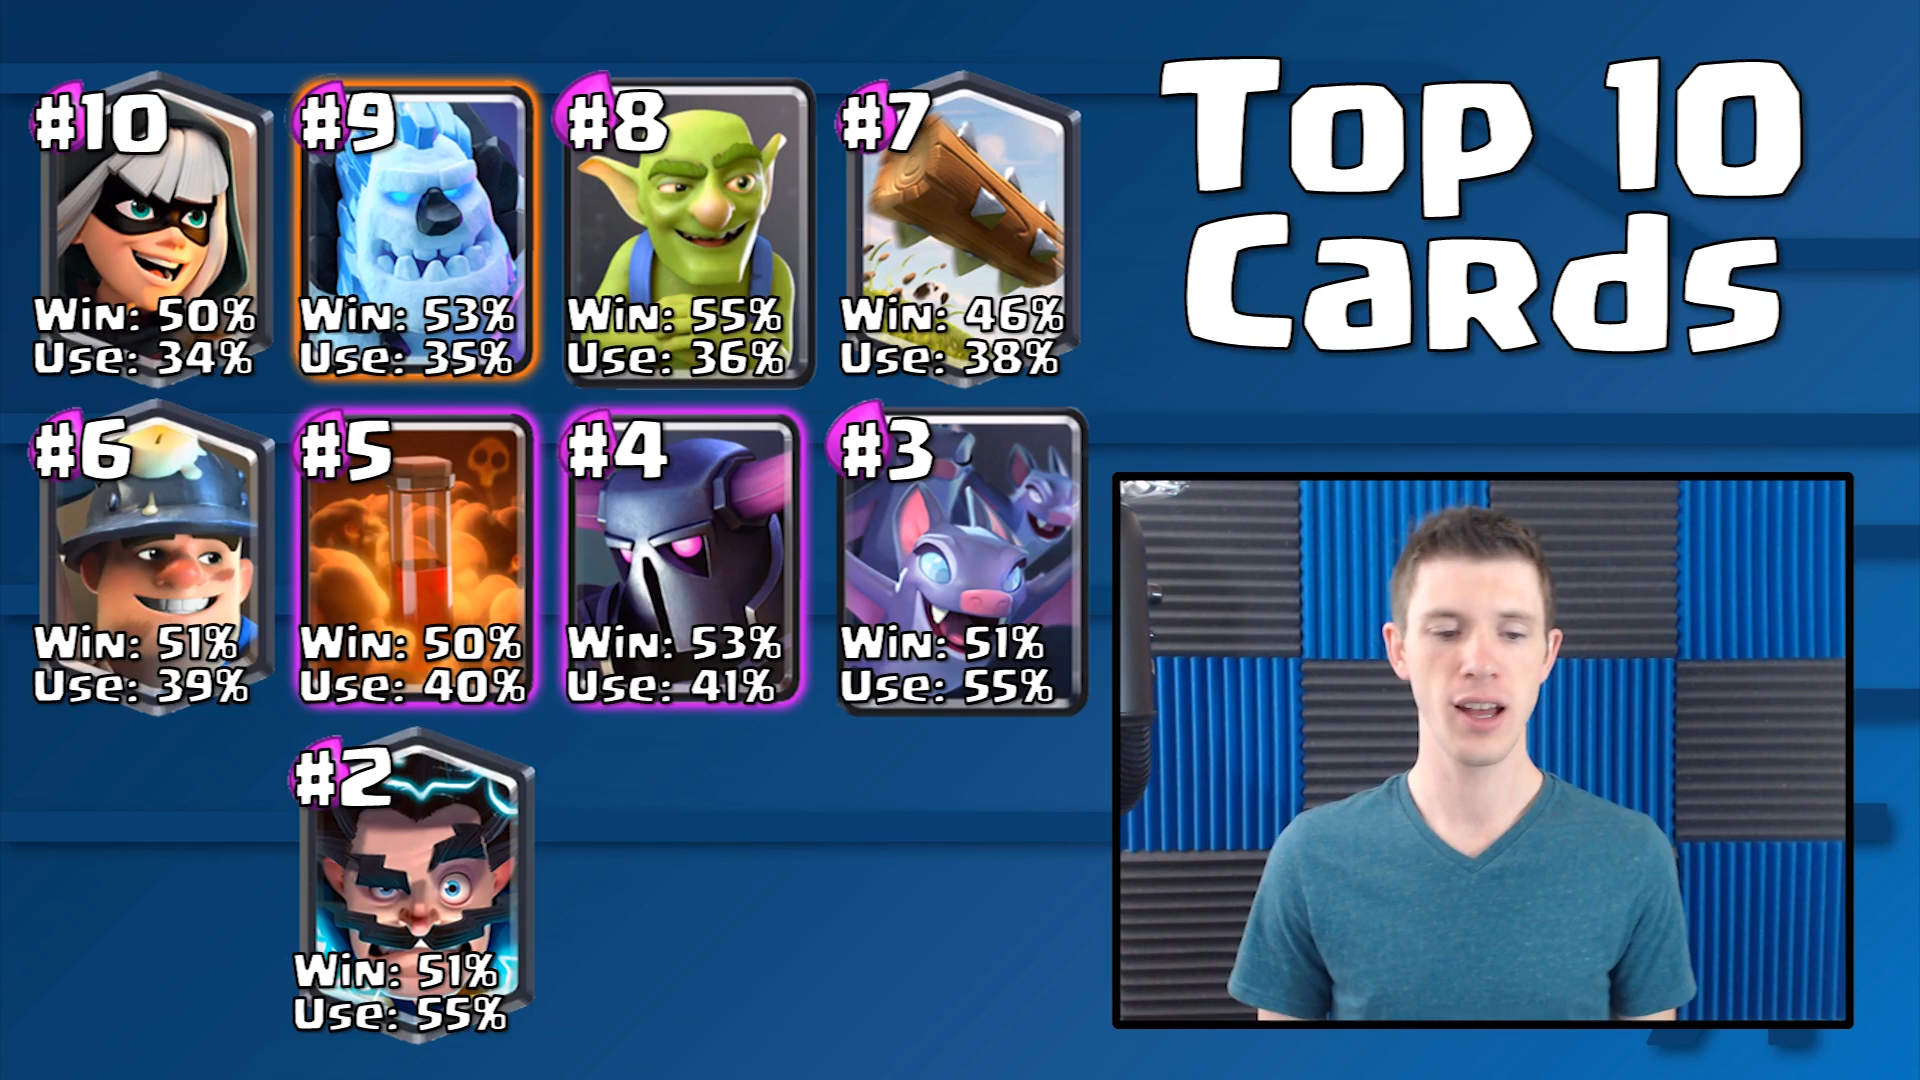 Top 10
Cards
#10
Win: 50%
Use: 34%
#9
Win: 53%
Use: 35%
#8
Win: 55%
Use: 36%
#7
Win: 46%
Use: 38%
#6
Win: 51%
Use: 39%
#5
Win: 50%
Use: 40%
#4
Win: 53%
Use: 41%
#3
Win: 51%
Use: 55%
#2
Win: 51%
Use: 55%